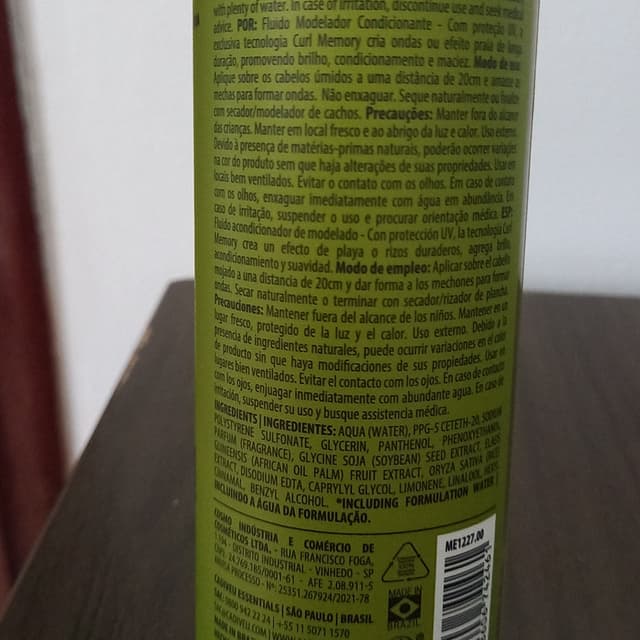 with plenty of water. In case of irritation, discontinue use and seek medical
advice. POR: Fluido Modelador Condicionante - Com proteção UV, a
exclusiva tecnologia Curl Memory cria ondas ou efeito praia de longa
duração, promovendo brilho, condicionamento e maciez. Modo de uso:
Aplique sobre os cabelos úmidos a uma distância de 20cm e amasse as
mechas para formar ondas. Não enxaguar. Seque naturalmente ou finalize
com secador/modelador de cachos. Precauções: Manter fora do alcance
das crianças. Manter em local fresco e ao abrigo da luz e calor. Uso externo.
Devido à presença de matérias-primas naturais, poderão ocorrer variações
na cor do produto sem que haja alterações de suas propriedades. Usar em
locais bem ventilados. Evitar o contato com os olhos. Em caso de contato
com os olhos, enxaguar imediatamente com água em abundância. Em
caso de irritação, suspender o uso e procurar orientação médica. ESP:
Fluido acondicionador de modelado - Con protección UV, la tecnología Curl
Memory crea un efecto de playa o rizos duraderos, agrega brillo,
acondicionamiento y suavidad. Modo de empleo: Aplicar sobre el cabello
mojado a una distancia de 20cm y dar forma a los mechones para formar
ondas. Secar naturalmente o terminar con secador/rizador de plancha.
Precauciones: Mantener fuera del alcance de los niños. Mantener en un
lugar fresco, protegido de la luz y el calor. Uso externo. Debido a la
presencia de ingredientes naturales, puede ocurrir variaciones en el color
de producto sin que haya modificaciones de sus propiedades. Usar en
lugares bien ventilados. Evitar el contacto con los ojos. En caso de contacto
con los ojos, enjuagar inmediatamente con abundante agua. En caso de
irritación, suspender su uso y busque assistencia médica.
INGREDIENTS | INGREDIENTES: AQUA (WATER), PPG-5 CETETH-20, SODIUM
POLYSTYRENE SULFONATE, GLYCERIN, PANTHENOL, PHENOXYETHANOL,
PARFUM (FRAGRANCE), GLYCINE SOJA (SOYBEAN) SEED EXTRACT, ELAEIS
GUINEENSIS (AFRICAN OIL PALM) FRUIT EXTRACT, ORYZA SATIVA (RICE)
EXTRACT, DISODIUM EDTA, CAPRYLYL GLYCOL, LIMONENE, LINALOOL, HEXYL
CINNAMAL, BENZYL ALCOHOL. *INCLUDING FORMULATION WATER |
INCLUINDO A ÁGUA DA FORMULAÇÃO.
KOSMO INDÚSTRIA E COMÉRCIO DE
COSMÉTICOS LTDA. - RUA FRANCISCO FOGA,
DISTRITO INDUSTRIAL - VINHEDO - SP
AFE 2.08.911-5
PROCESSO - Nº: 25351.267924/2021-78
CADIVEU ESSENTIALS | SÃO PAULO | BRASIL
942 22 24 | +55 11 5071 1570
ME1227.00
MADE IN
BRAZIL